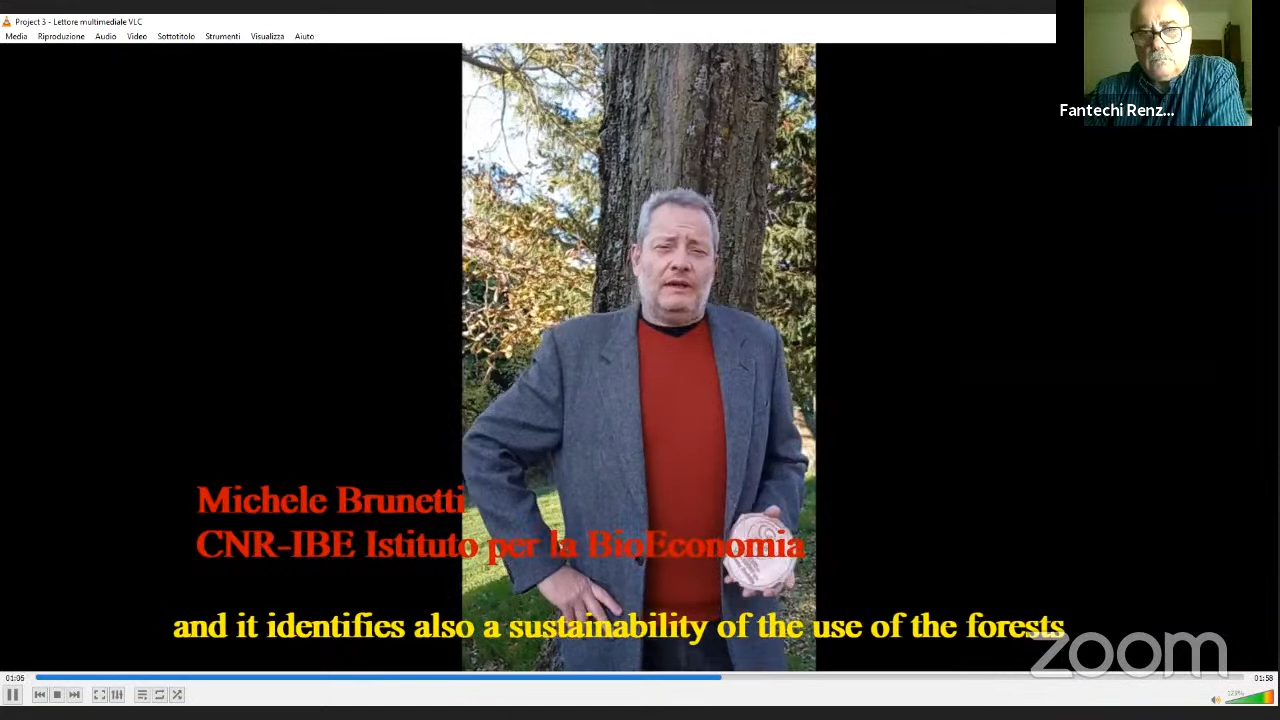 Project 3 - Lettore multimediale VLC
Media Riproduzione Audio Video Sottotitolo Strumenti Visualizza Aiuto
Fantechi Renz...
Michele Brunetti
CNR-IBE Istituto per la BioEconomia
and it identifies also a sustainability of the use of the forests
zoom
01:05
01:58